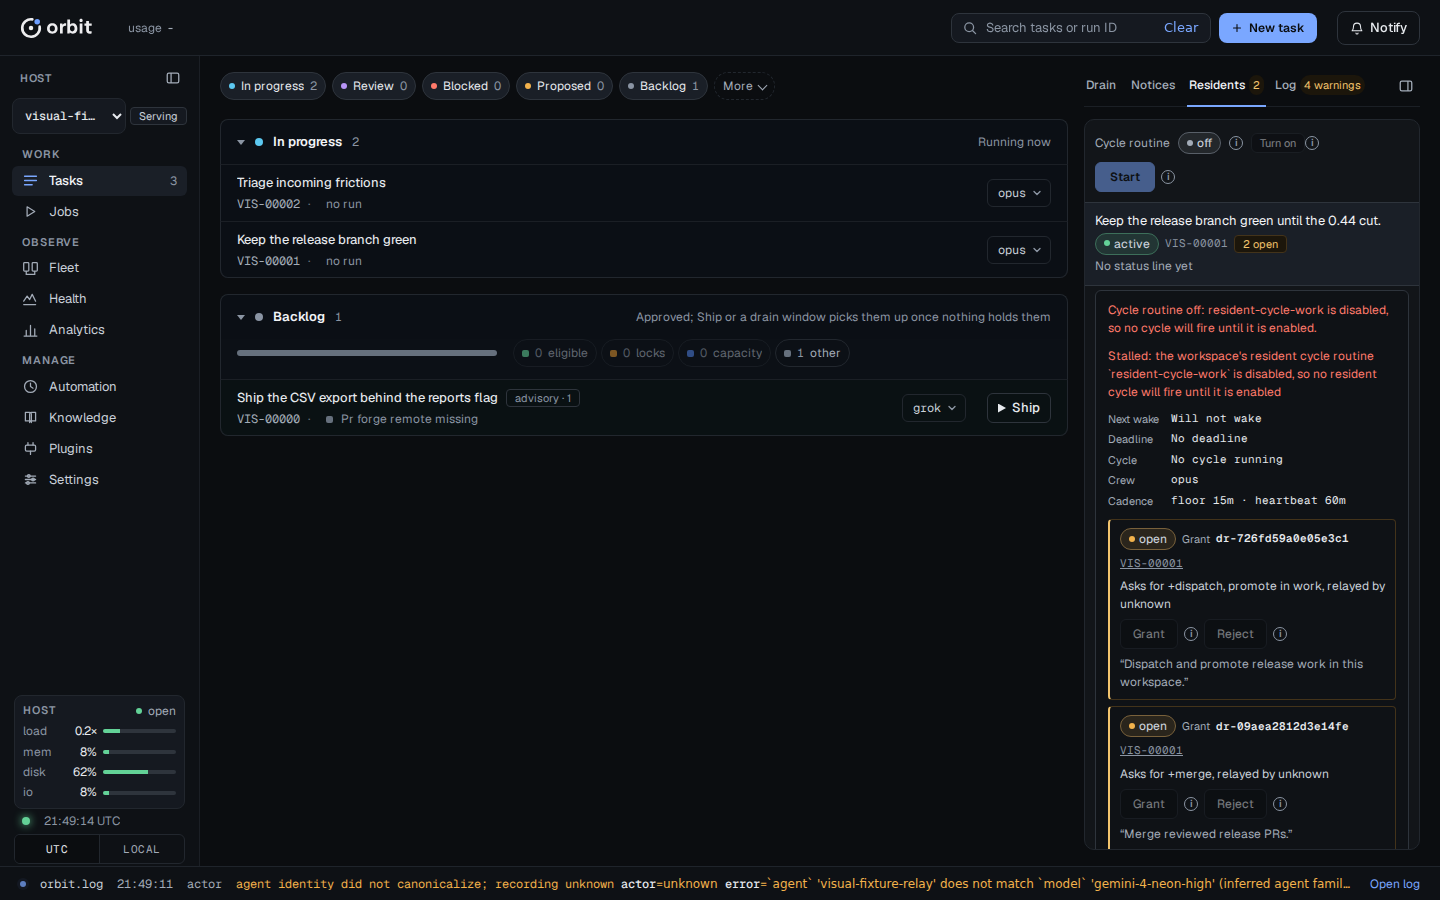 orbit
usage -
Search tasks or run ID
Clear
+ New task
Notify
HOST
visual-fi...
Serving
WORK
Tasks 3
Jobs
OBSERVE
Fleet
Health
Analytics
MANAGE
Automation
Knowledge
Plugins
Settings
HOST open
load 0.2×
mem 8%
disk 62%
io 8%
21:49:14 UTC
UTC LOCAL
In progress 2
Review 0
Blocked 0
Proposed 0
Backlog 1
More
In progress 2
Running now
Triage incoming frictions
VIS-00002 · no run
opus
Keep the release branch green
VIS-00001 · no run
opus
Backlog 1
Approved; Ship or a drain window picks them up once nothing holds them
0 eligible
0 locks
0 capacity
1 other
Ship the CSV export behind the reports flag
advisory · 1
VIS-00000 · Pr forge remote missing
grok
Ship
Drain
Notices
Residents 2
Log 4 warnings
Cycle routine
off
Turn on
Start
Keep the release branch green until the 0.44 cut.
active VIS-00001 2 open
No status line yet
Cycle routine off: resident-cycle-work is disabled,
so no cycle will fire until it is enabled.
Stalled: the workspace's resident cycle routine
`resident-cycle-work` is disabled, so no resident
cycle will fire until it is enabled
Next wake Will not wake
Deadline No deadline
Cycle No cycle running
Crew opus
Cadence floor 15m · heartbeat 60m
open Grant dr-726fd59a0e05e3c1
VIS-00001
Asks for +dispatch, promote in work, relayed by
unknown
Grant Reject
“Dispatch and promote release work in this
workspace.”
open Grant dr-09aea2812d3e14fe
VIS-00001
Asks for +merge, relayed by unknown
Grant Reject
“Merge reviewed release PRs.”
orbit.log 21:49:11 actor agent identity did not canonicalize; recording unknown actor=unknown error=`agent` 'visual-fixture-relay' does not match `model` 'gemini-4-neon-high' (inferred agent famil...
Open log